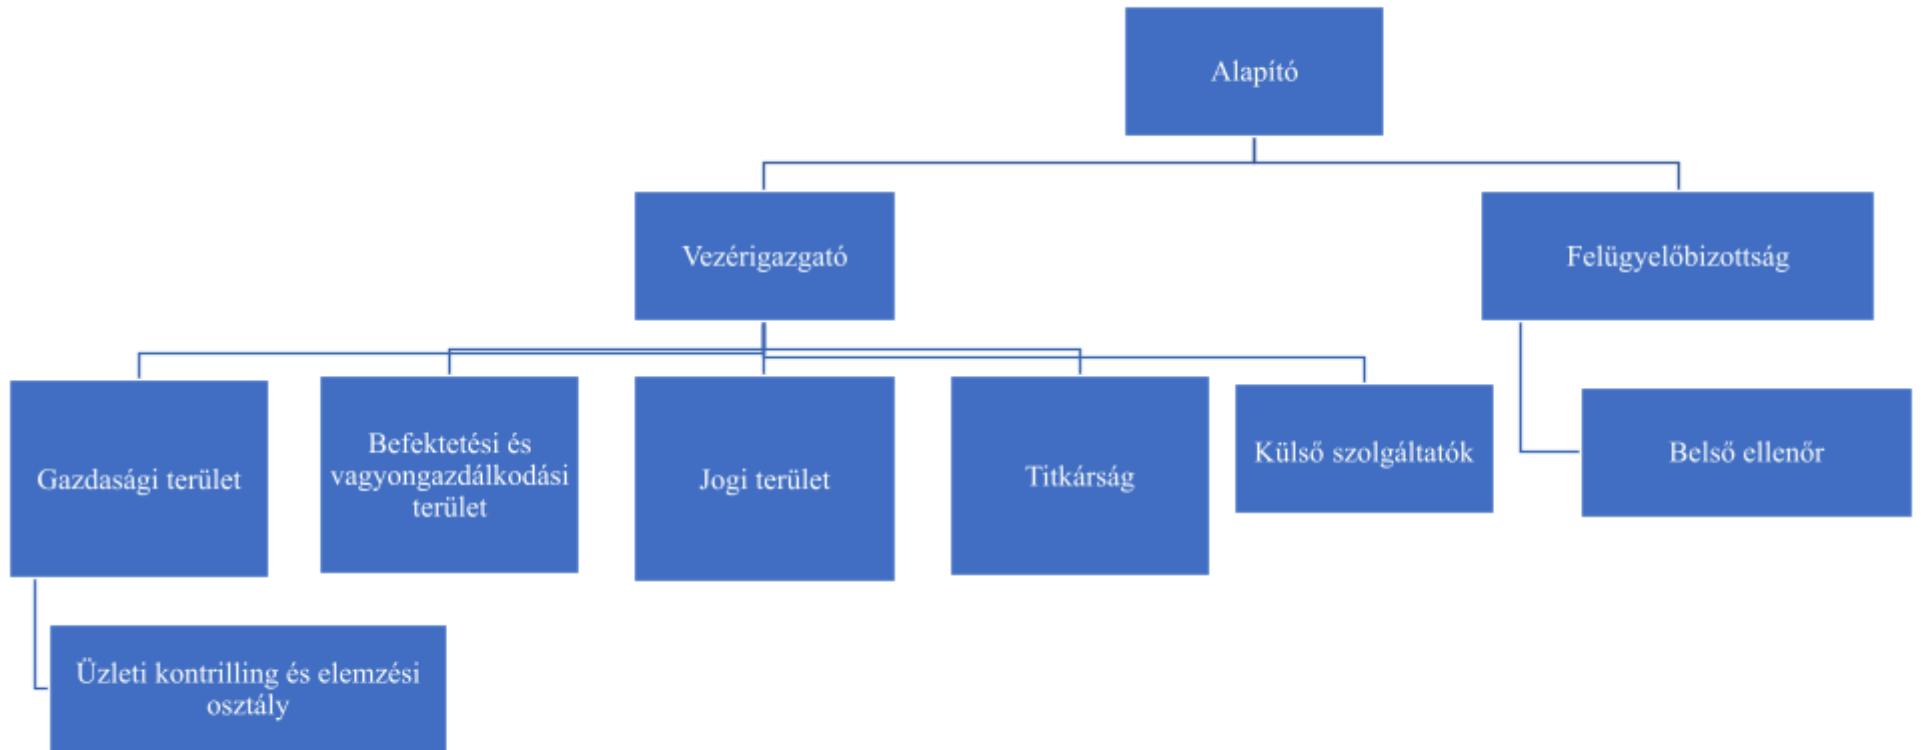 Alapító
Vezérigazgató
Felügyelőbizottság
Gazdasági terület
Befektetési és
vagyongazdálkodási
terület
Jogi terület
Titkárság
Külső szolgáltatók
Belső ellenőr
Üzleti kontrilling és elemzési
osztály